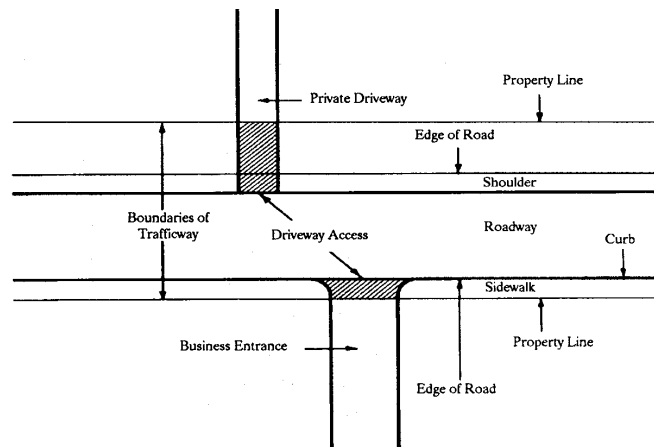 Property Line
Private Driveway
Edge of Road
Shoulder
Boundaries of
Trafficway
Driveway Access
Roadway
Curb
Sidewalk
Business Entrance
Property Line
Edge of Road